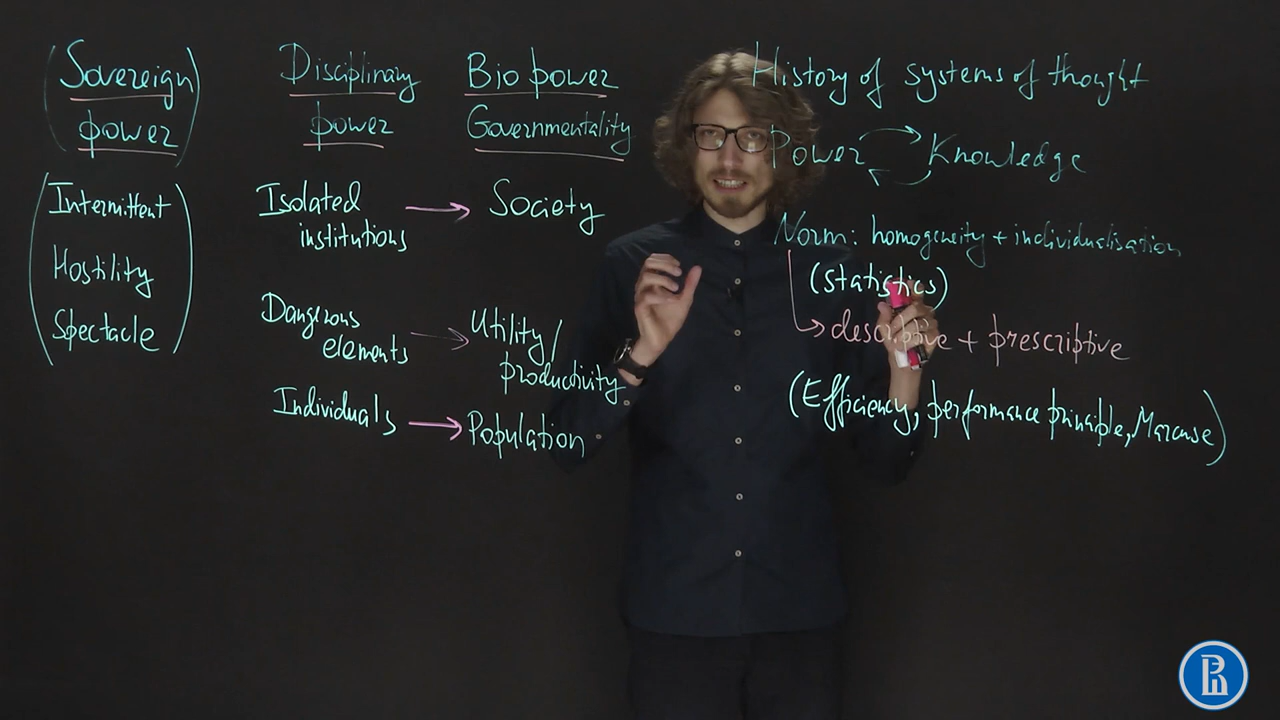 (Sovereign
power)
(Intermittent
Hostility
Spectacle)
Disciplinary
power
Isolated
institutions
Dangerous
elements
Individuals
Bio power
Governmentality
→ Society
→ Utility/
productivity
→ Population
History of systems of thought
Power Knowledge
Norm: homogeneity + individualisation
(statistics)
descriptive + prescriptive
(Efficiency, performance principle, Marcuse)